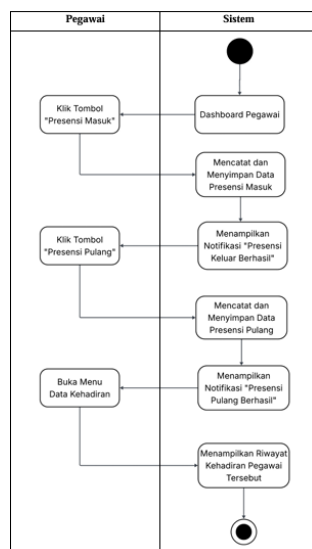 Pegawai
Sistem
Dashboard Pegawai
Klik Tombol
"Presensi Masuk"
Mencatat dan
Menyimpan Data
Presensi Masuk
Menampilkan
Notifikasi "Presensi
Keluar Berhasil"
Klik Tombol
"Presensi Pulang"
Mencatat dan
Menyimpan Data
Presensi Pulang
Menampilkan
Notifikasi "Presensi
Pulang Berhasil"
Buka Menu
Data Kehadiran
Menampilkan Riwayat
Kehadiran Pegawai
Tersebut